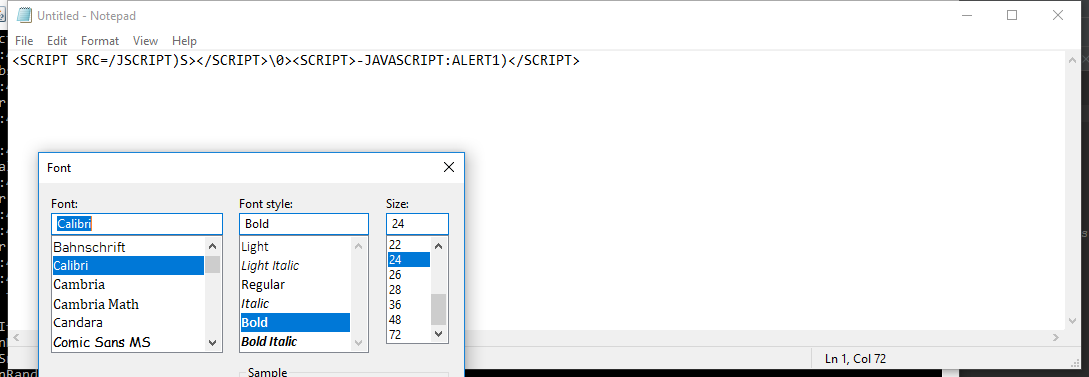 Untitled - Notepad
File Edit Format View Help
<SCRIPT SRC=/JSCRIPT)S></SCRIPT>\0><SCRIPT>-JAVASCRIPT:ALERT1)</SCRIPT>
Font
Font: Font style: Size:
Calibri Bold 24
Bahnschrift Light 22
Calibri Light Italic 24
Cambria Regular 26
Cambria Math Italic 28
Candara Bold 36
Comic Sans MS Bold Italic 48
72
Ln 1, Col 72
Sample